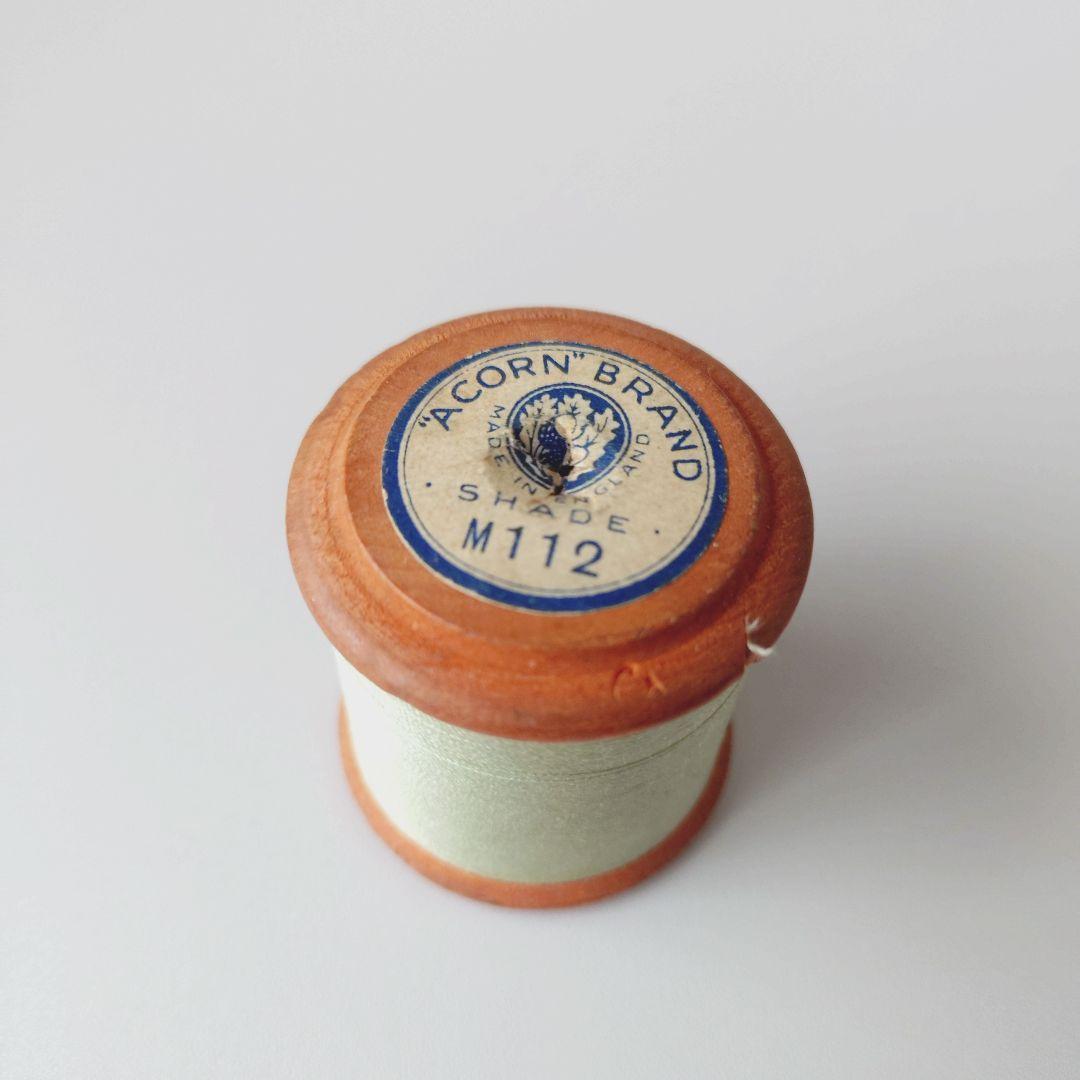 "ACORN" BRAND
MADE IN ENGLAND
SHADE
M112